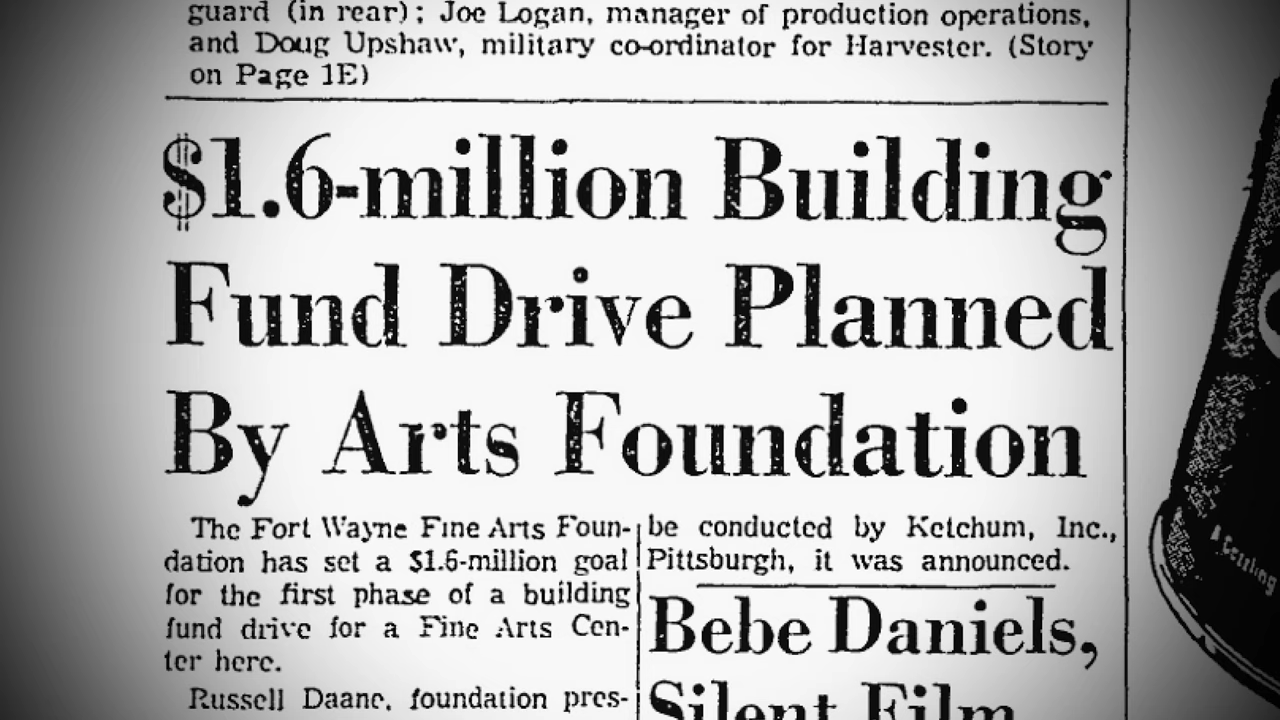 guard (in rear); Joe Logan, manager of production operations,
and Doug Upshaw, military co-ordinator for Harvester. (Story
on Page 1E)
$1.6-million Building
Fund Drive Planned
By Arts Foundation
The Fort Wayne Fine Arts Foun-
dation has set a $1.6-million goal
for the first phase of a building
fund drive for a Fine Arts Cen-
ter here.
Russell Daane, foundation pres-
be conducted by Ketchum, Inc.,
Pittsburgh, it was announced.
Bebe Daniels,
Silent Film
A Sizzling